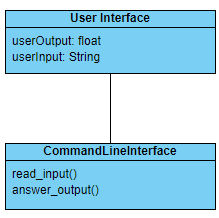 User Interface
userOutput: float
userInput: String
CommandLineInterface
read_input()
answer_output()